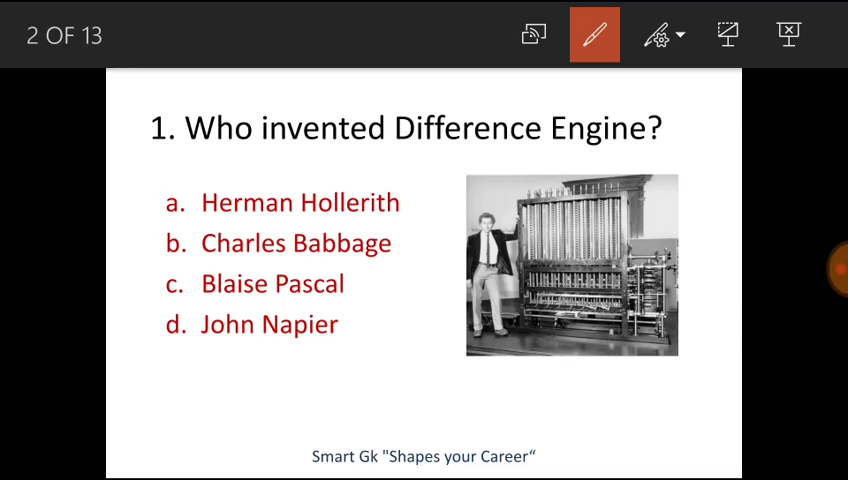 2 OF 13
1. Who invented Difference Engine?
a. Herman Hollerith
b. Charles Babbage
c. Blaise Pascal
d. John Napier
Smart Gk "Shapes your Career“